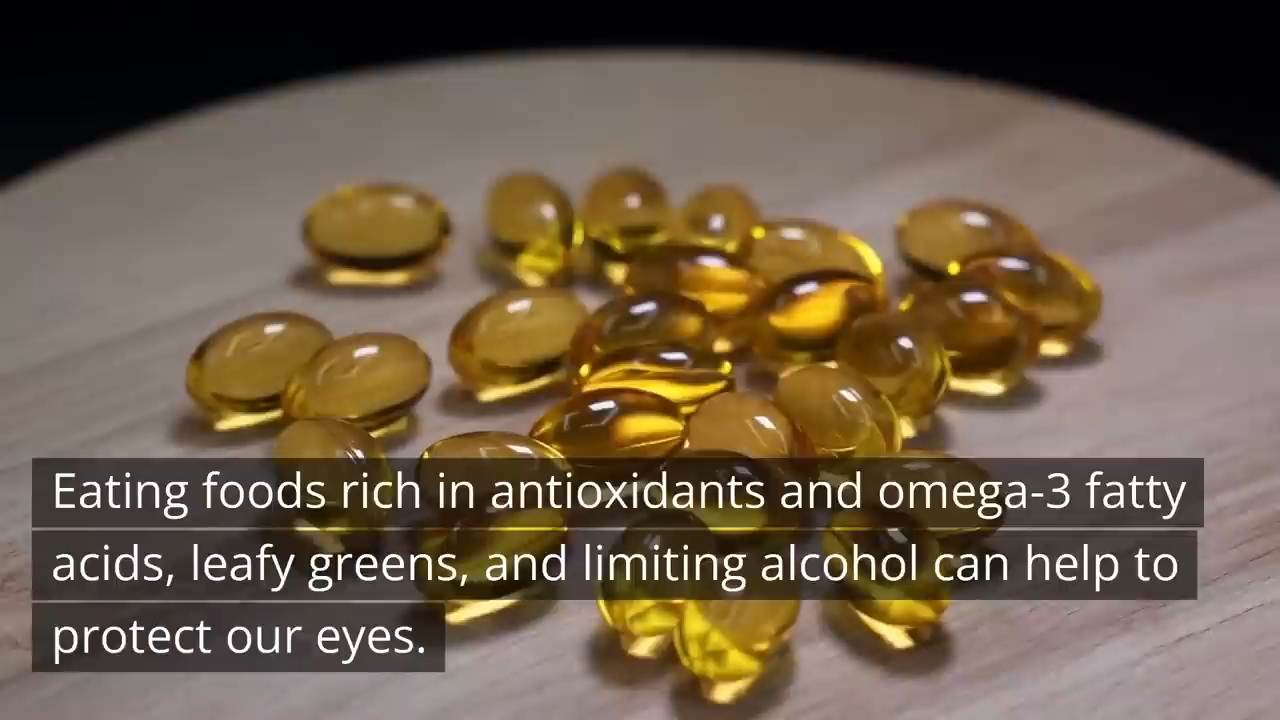 Eating foods rich in antioxidants and omega-3 fatty
acids, leafy greens, and limiting alcohol can help to
protect our eyes.